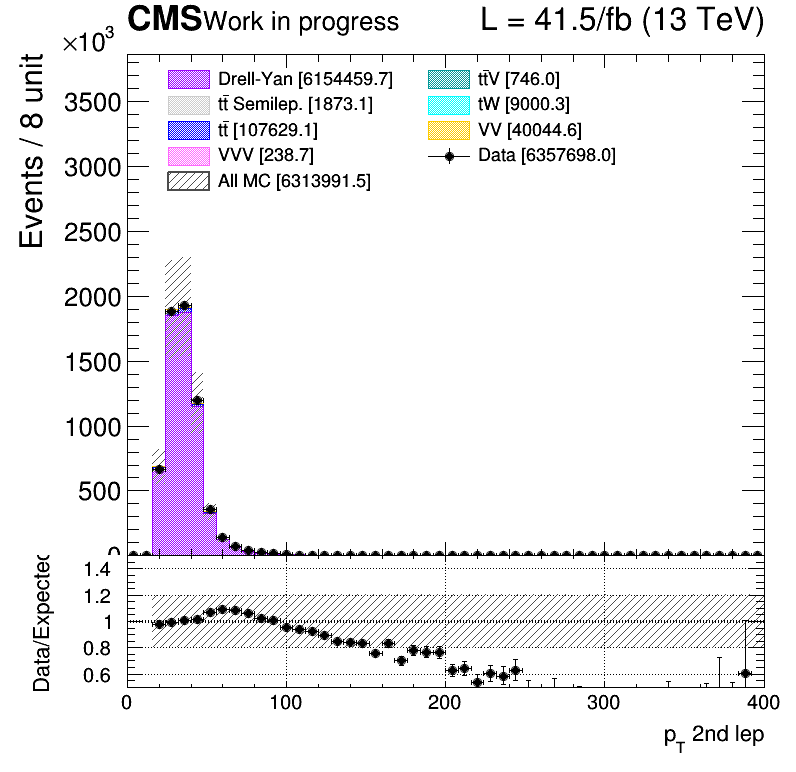 CMS Work in progress L = 41.5/fb (13 TeV)
×10³
Events / 8 unit
Drell-Yan [6154459.7]
tt̄ Semilep. [1873.1]
tt̄ [107629.1]
VVV [238.7]
All MC [6313991.5]
tt̄V [746.0]
tW [9000.3]
VV [40044.6]
Data [6357698.0]
3500
3000
2500
2000
1500
1000
500
0
Data/Expected
1.4
1.2
1
0.8
0.6
0 100 200 300 400
p_T 2nd lep